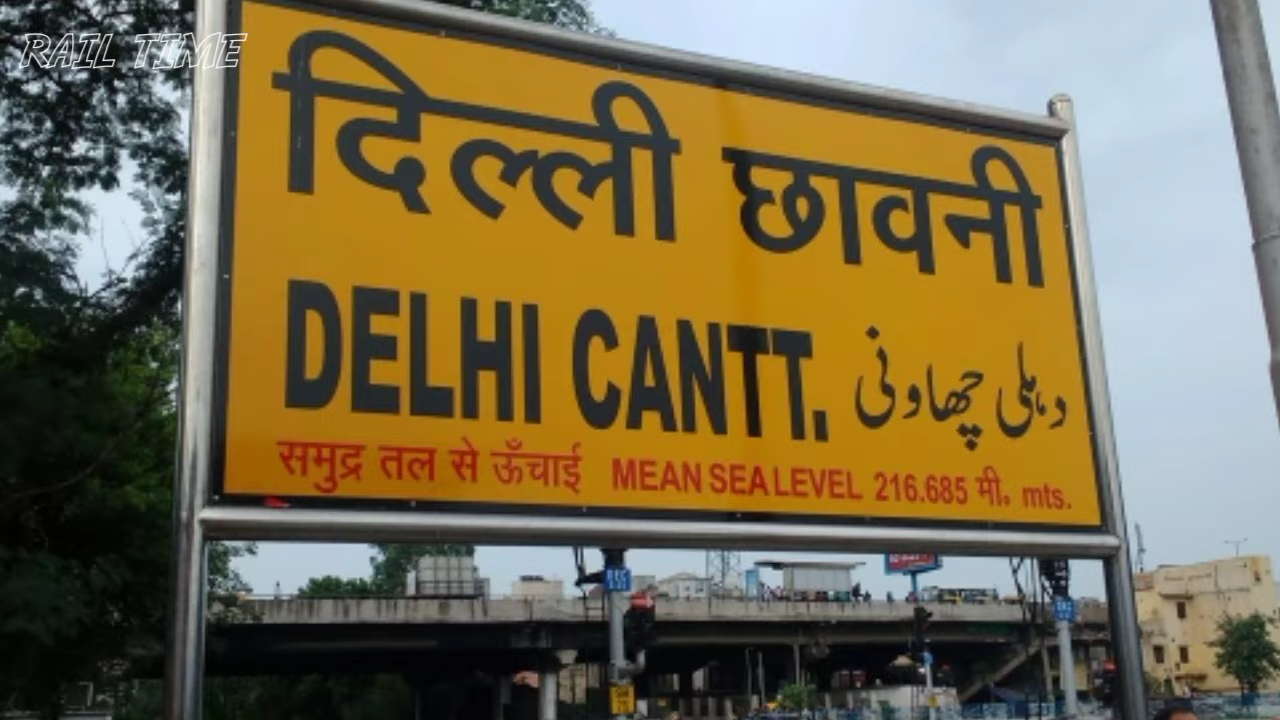 RAIL TIME
दिल्ली छावनी
DELHI CANTT. دہلی چھاونی
समुद्र तल से ऊँचाई MEAN SEA LEVEL 216.685 मी. mts.